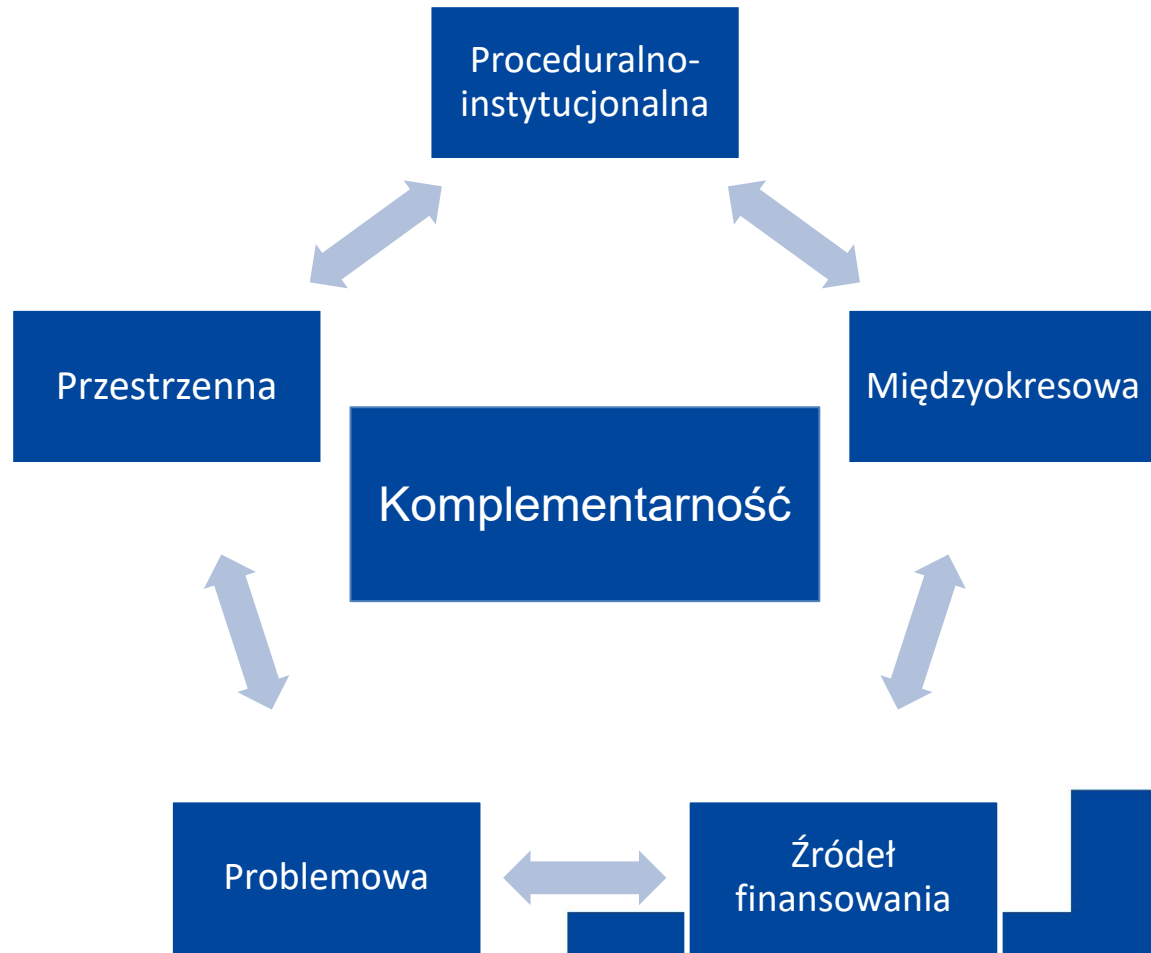 Proceduralno-
instytucjonalna
Przestrzenna
Międzyokresowa
Komplementarność
Problemowa
Źródeł
finansowania